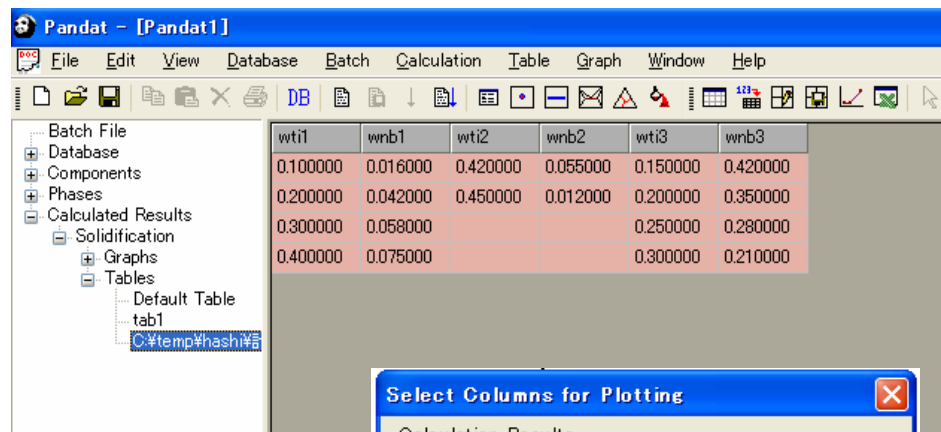 Pandat - [Pandat1]
File Edit View Database Batch Calculation Table Graph Window Help
DB
Batch File
Database
Components
Phases
Calculated Results
Solidification
Graphs
Tables
Default Table
tab1
C:¥temp¥hashi¥
wti1 wnb1 wti2 wnb2 wti3 wnb3
0.100000 0.016000 0.420000 0.055000 0.150000 0.420000
0.200000 0.042000 0.450000 0.012000 0.200000 0.350000
0.300000 0.058000 0.250000 0.280000
0.400000 0.075000 0.300000 0.210000
Select Columns for Plotting